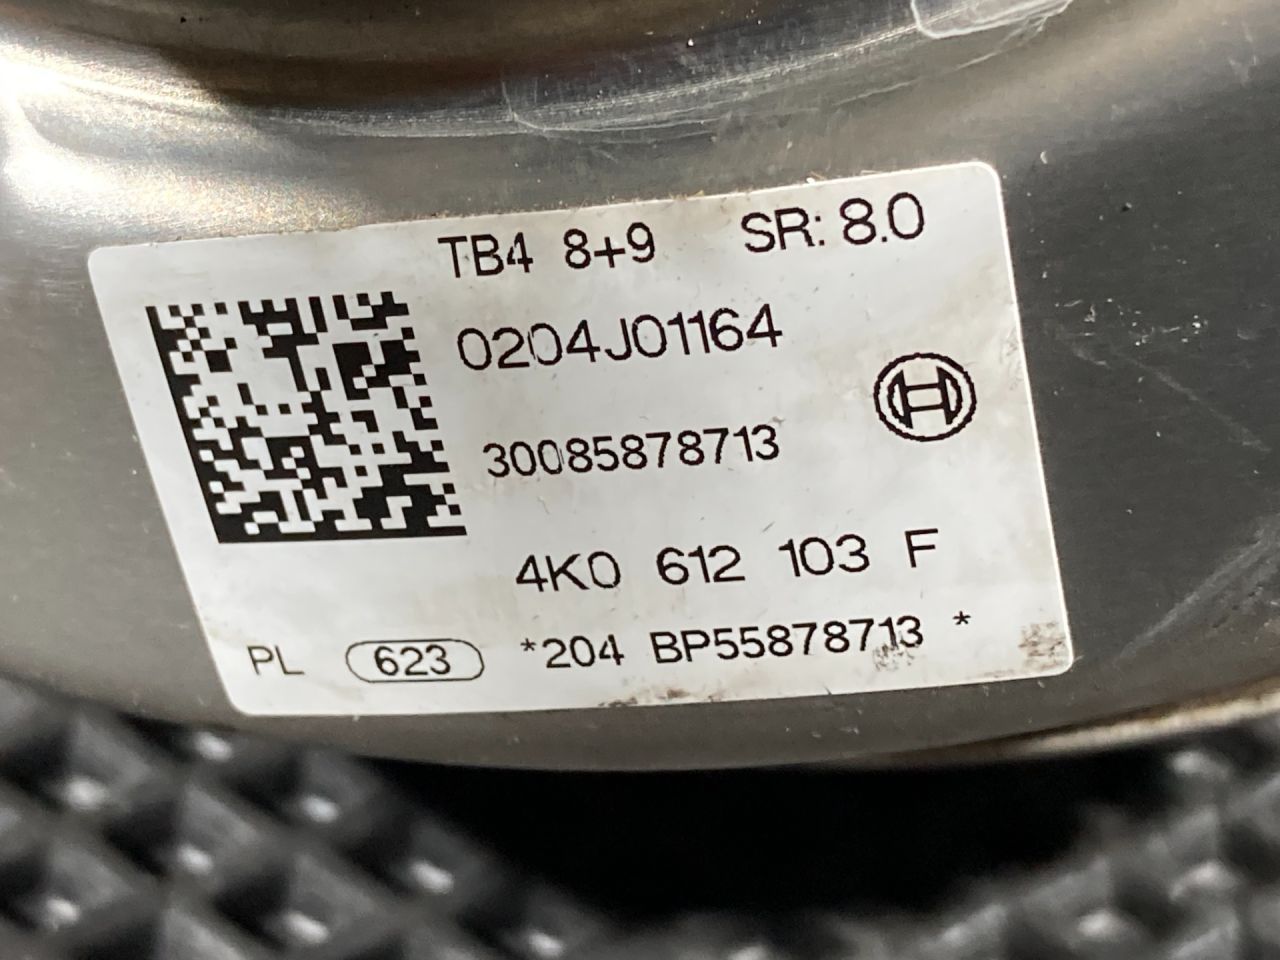 TB4 8+9 SR: 8.0
0204J01164
30085878713
4K0 612 103 F
PL 623 *204 BP55878713 *